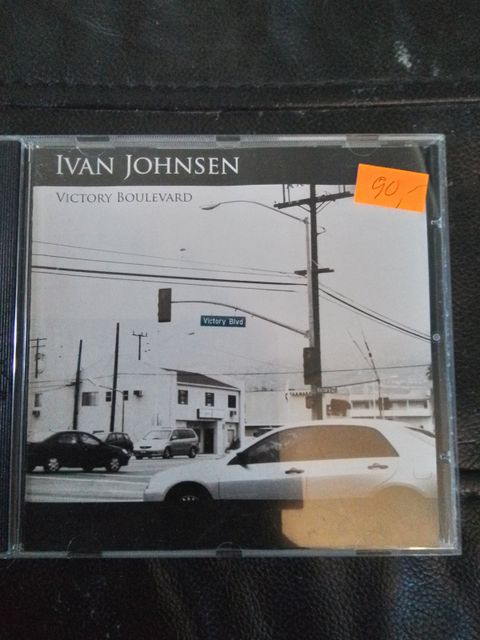 IVAN JOHNSEN
90,-
VICTORY BOULEVARD
Victory Blvd